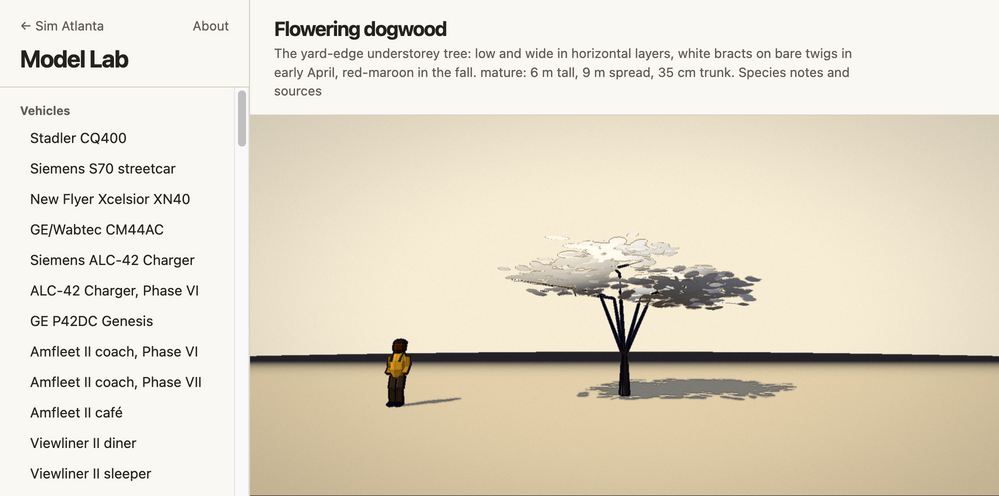 ← Sim Atlanta
About
Model Lab
Vehicles
Stadler CQ400
Siemens S70 streetcar
New Flyer Xcelsior XN40
GE/Wabtec CM44AC
Siemens ALC-42 Charger
ALC-42 Charger, Phase VI
GE P42DC Genesis
Amfleet II coach, Phase VI
Amfleet II coach, Phase VII
Amfleet II café
Viewliner II diner
Viewliner II sleeper
Flowering dogwood
The yard-edge understorey tree: low and wide in horizontal layers, white bracts on bare twigs in
early April, red-maroon in the fall. mature: 6 m tall, 9 m spread, 35 cm trunk. Species notes and
sources